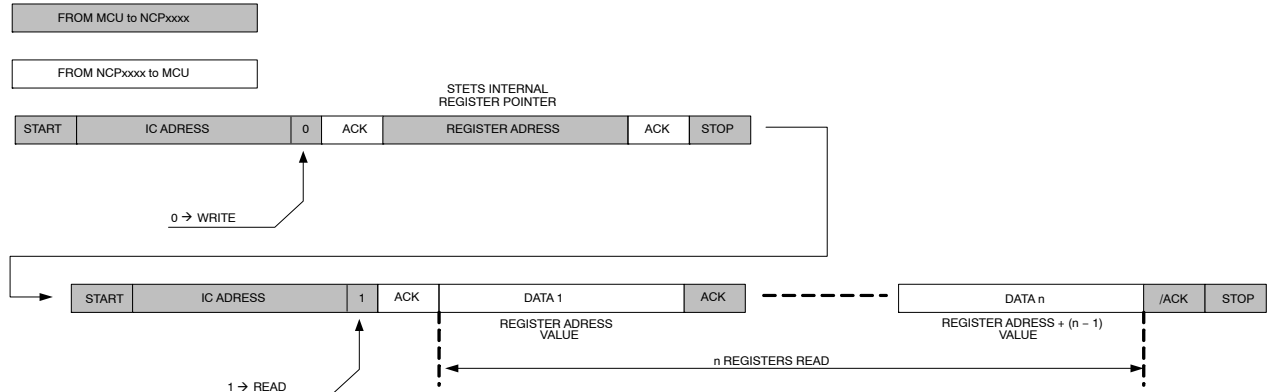 FROM MCU to NCPxxxx
FROM NCPxxxx to MCU
STETS INTERNAL
REGISTER POINTER
START IC ADRESS 0 ACK REGISTER ADRESS ACK STOP
0 → WRITE
START IC ADRESS 1 ACK DATA 1 ACK DATA n /ACK STOP
REGISTER ADRESS
VALUE
REGISTER ADRESS + (n − 1)
VALUE
n REGISTERS READ
1 → READ